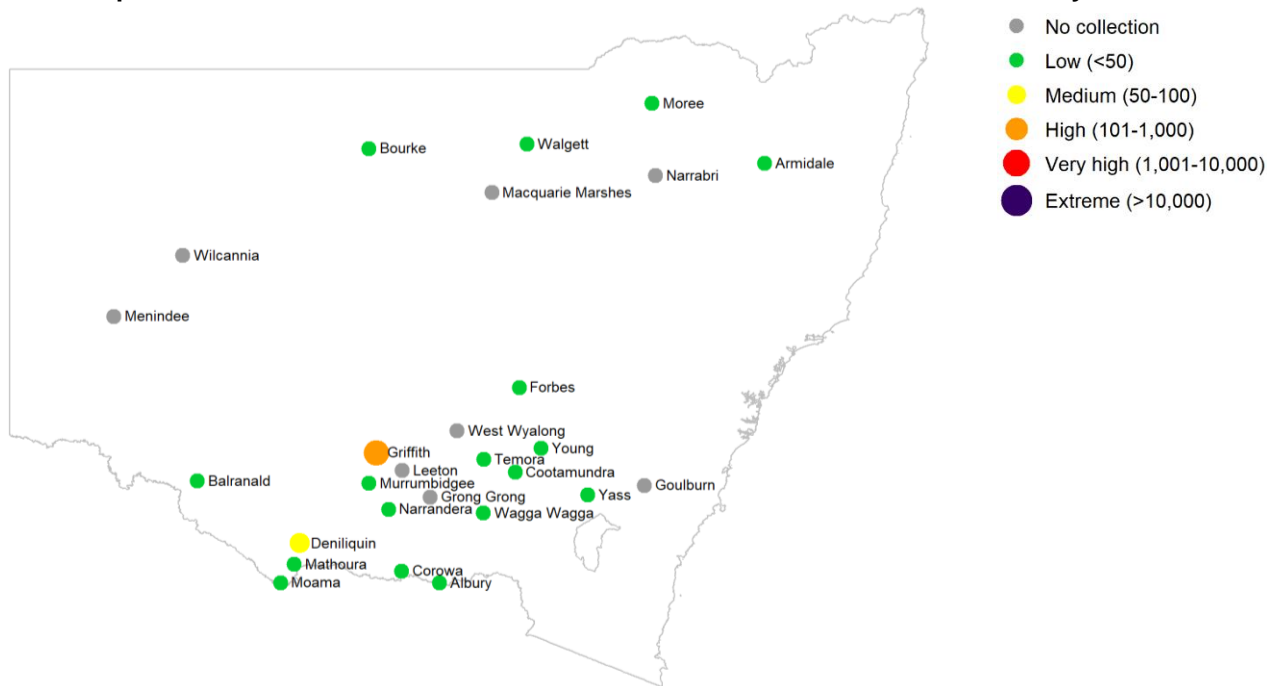 No collection
Low (<50)
Medium (50-100)
High (101-1,000)
Very high (1,001-10,000)
Extreme (>10,000)
Moree
Bourke
Walgett
Armidale
Narrabri
Macquarie Marshes
Wilcannia
Menindee
Forbes
West Wyalong
Young
Griffith
Temora
Leeton
Cootamundra
Balranald
Murrumbidgee
Goulburn
Grong Grong
Yass
Narrandera
Wagga Wagga
Deniliquin
Mathoura
Corowa
Moama
Albury